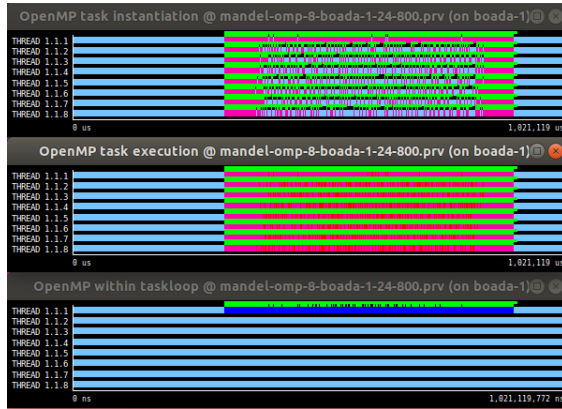 OpenMP task instantiation @ mandel-omp-8-boada-1-24-800.prv (on boada-1)
THREAD 1.1.1
THREAD 1.1.2
THREAD 1.1.3
THREAD 1.1.4
THREAD 1.1.5
THREAD 1.1.6
THREAD 1.1.7
THREAD 1.1.8
0 us 1,021,119 us
OpenMP task execution @ mandel-omp-8-boada-1-24-800.prv (on boada-1)
THREAD 1.1.1
THREAD 1.1.2
THREAD 1.1.3
THREAD 1.1.4
THREAD 1.1.5
THREAD 1.1.6
THREAD 1.1.7
THREAD 1.1.8
0 us 1,021,119 us
OpenMP within taskloop @ mandel-omp-8-boada-1-24-800.prv (on boada-1)
THREAD 1.1.1
THREAD 1.1.2
THREAD 1.1.3
THREAD 1.1.4
THREAD 1.1.5
THREAD 1.1.6
THREAD 1.1.7
THREAD 1.1.8
0 ns 1,021,119,772 ns